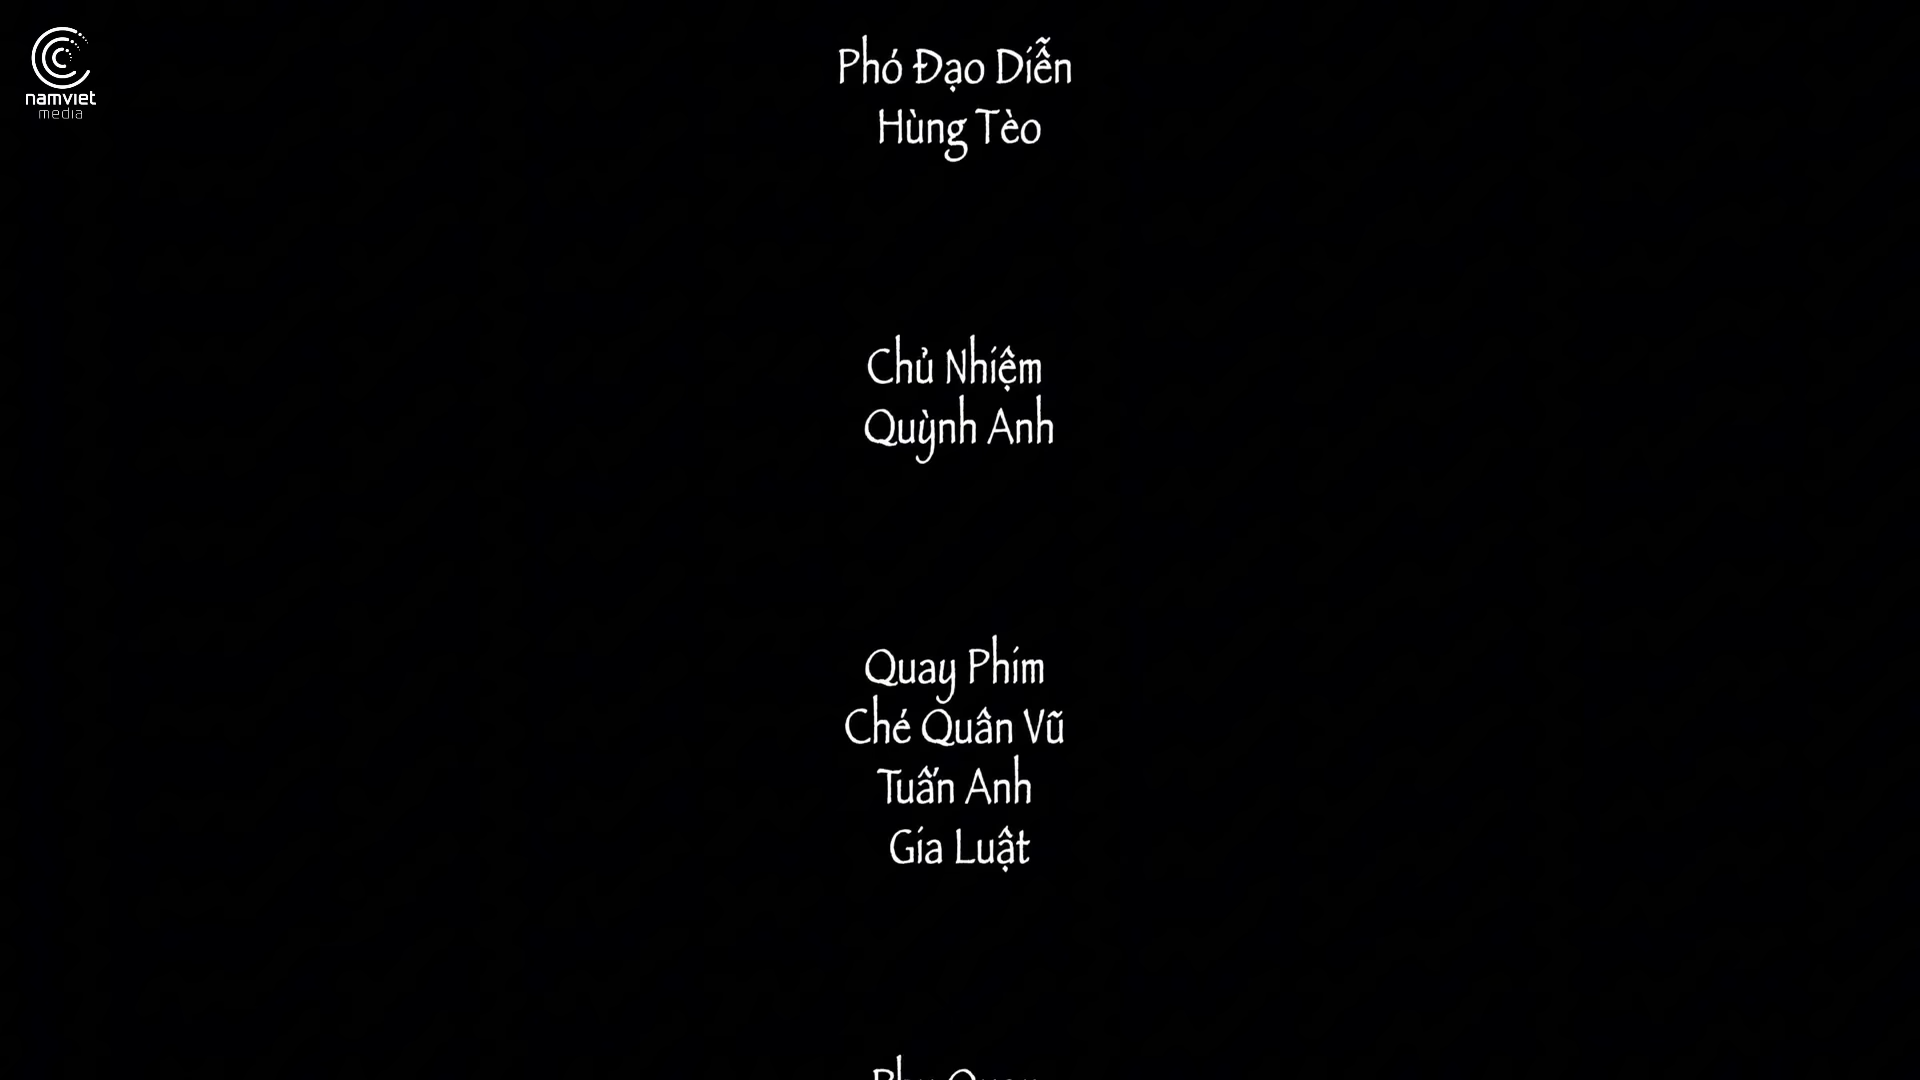 namviet
media
Phó Đạo Diễn
Hùng Tèo
Chủ Nhiệm
Quỳnh Anh
Quay Phim
Ché Quân Vũ
Tuấn Anh
Gia Luật